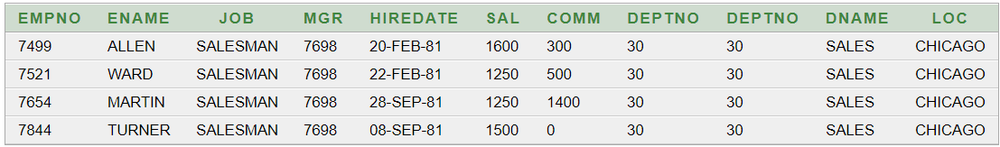 EMPNO ENAME JOB MGR HIREDATE SAL COMM DEPTNO DEPTNO DNAME LOC
7499 ALLEN SALESMAN 7698 20-FEB-81 1600 300 30 30 SALES CHICAGO
7521 WARD SALESMAN 7698 22-FEB-81 1250 500 30 30 SALES CHICAGO
7654 MARTIN SALESMAN 7698 28-SEP-81 1250 1400 30 30 SALES CHICAGO
7844 TURNER SALESMAN 7698 08-SEP-81 1500 0 30 30 SALES CHICAGO